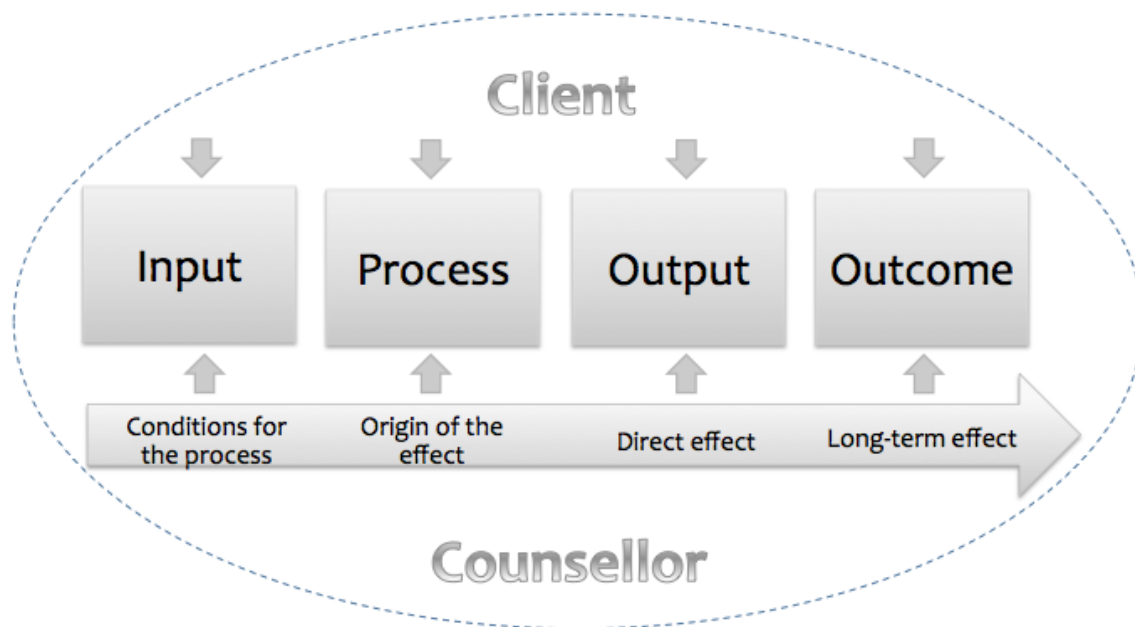 Client
Input
Process
Output
Outcome
Conditions for
the process
Origin of the
effect
Direct effect
Long-term effect
Counsellor